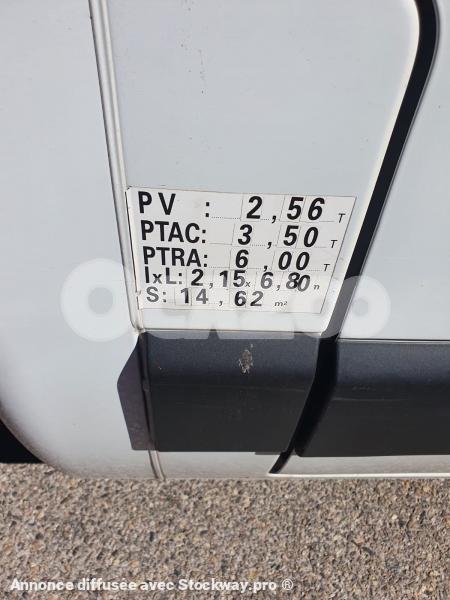 PV : 2,56 T
PTAC: 3,50 T
PTRA: 6,00 T
lxL: 2,15x 6,80 m
S: 14,62 m²
Annonce diffusée avec Stockway.pro ®